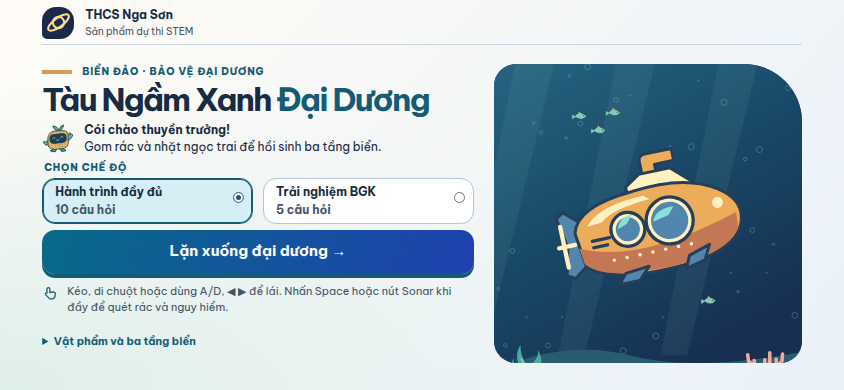 THCS Nga Sơn
Sản phẩm dự thi STEM
BIỂN ĐẢO · BẢO VỆ ĐẠI DƯƠNG
Tàu Ngầm Xanh Đại Dương
Cói chào thuyền trưởng!
Gom rác và nhặt ngọc trai để hồi sinh ba tầng biển.
CHỌN CHẾ ĐỘ
Hành trình đầy đủ
10 câu hỏi
Trải nghiệm BGK
5 câu hỏi
Lặn xuống đại dương →
Kéo, di chuột hoặc dùng A/D, ◀ ▶ để lái. Nhấn Space hoặc nút Sonar khi
đầy để quét rác và nguy hiểm.
▶ Vật phẩm và ba tầng biển